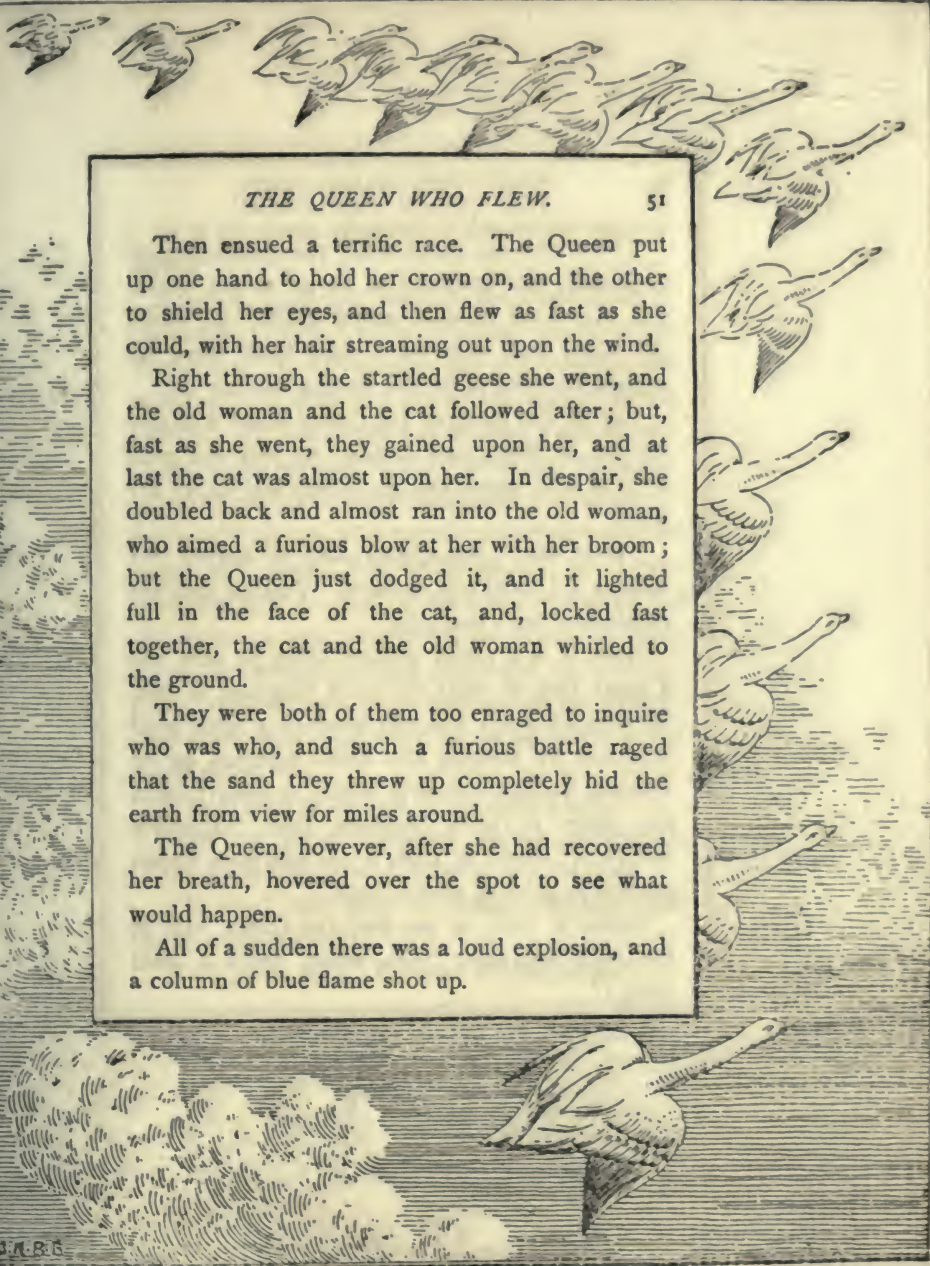 THE QUEEN WHO FLEW. 51
Then ensued a terrific race. The Queen put
up one hand to hold her crown on, and the other
to shield her eyes, and then flew as fast as she
could, with her hair streaming out upon the wind.
Right through the startled geese she went, and
the old woman and the cat followed after; but,
fast as she went, they gained upon her, and at
last the cat was almost upon her. In despair, she
doubled back and almost ran into the old woman,
who aimed a furious blow at her with her broom;
but the Queen just dodged it, and it lighted
full in the face of the cat, and, locked fast
together, the cat and the old woman whirled to
the ground.
They were both of them too enraged to inquire
who was who, and such a furious battle raged
that the sand they threw up completely hid the
earth from view for miles around.
The Queen, however, after she had recovered
her breath, hovered over the spot to see what
would happen.
All of a sudden there was a loud explosion, and
a column of blue flame shot up.